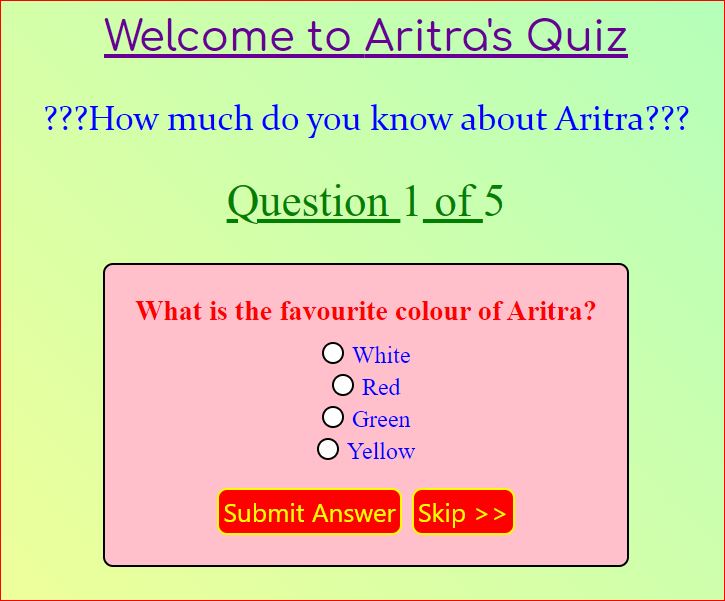 Welcome to Aritra's Quiz
???How much do you know about Aritra???
Question 1 of 5
What is the favourite colour of Aritra?
White
Red
Green
Yellow
Submit Answer Skip >>